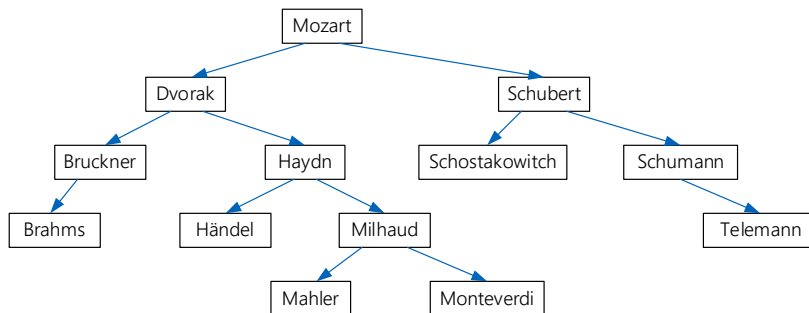 Mozart
Dvorak
Schubert
Bruckner
Haydn
Schostakowitch
Schumann
Brahms
Händel
Milhaud
Telemann
Mahler
Monteverdi